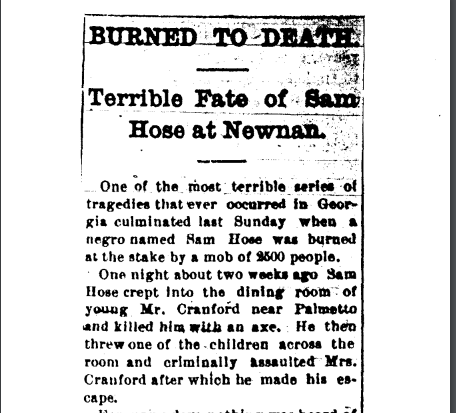 BURNED TO DEATH.
Terrible Fate of Sam
Hose at Newnan.
One of the most terrible series of
tragedies that ever occurred in Geor-
gia culminated last Sunday when a
negro named Sam Hose was burned
at the stake by a mob of 2500 people.
One night about two weeks ago Sam
Hose crept into the dining room of
young Mr. Cranford near Palmetto
and killed him with an axe. He then
threw one of the children across the
room and criminally assaulted Mrs.
Cranford after which he made his es-
cape.